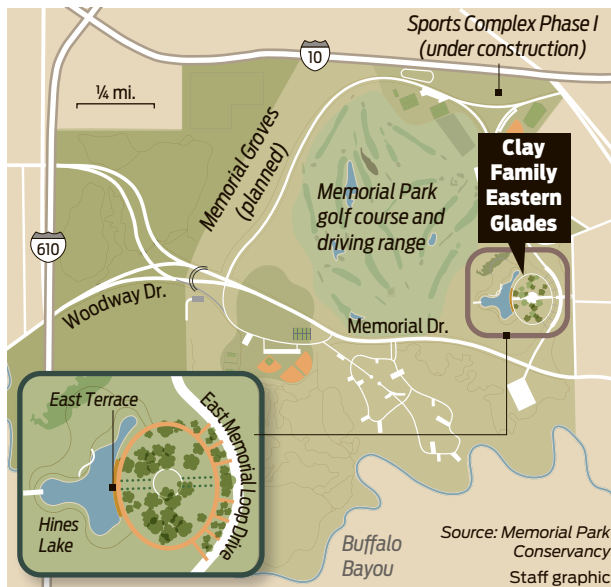 Sports Complex Phase I
(under construction)
10
¼ mi.
Memorial Groves
(planned)
Clay
Family
Eastern
Glades
Memorial Park
golf course and
driving range
610
Woodway Dr.
Memorial Dr.
East Terrace
East Memorial Loop Drive
Hines
Lake
Buffalo
Bayou
Source: Memorial Park
Conservancy
Staff graphic